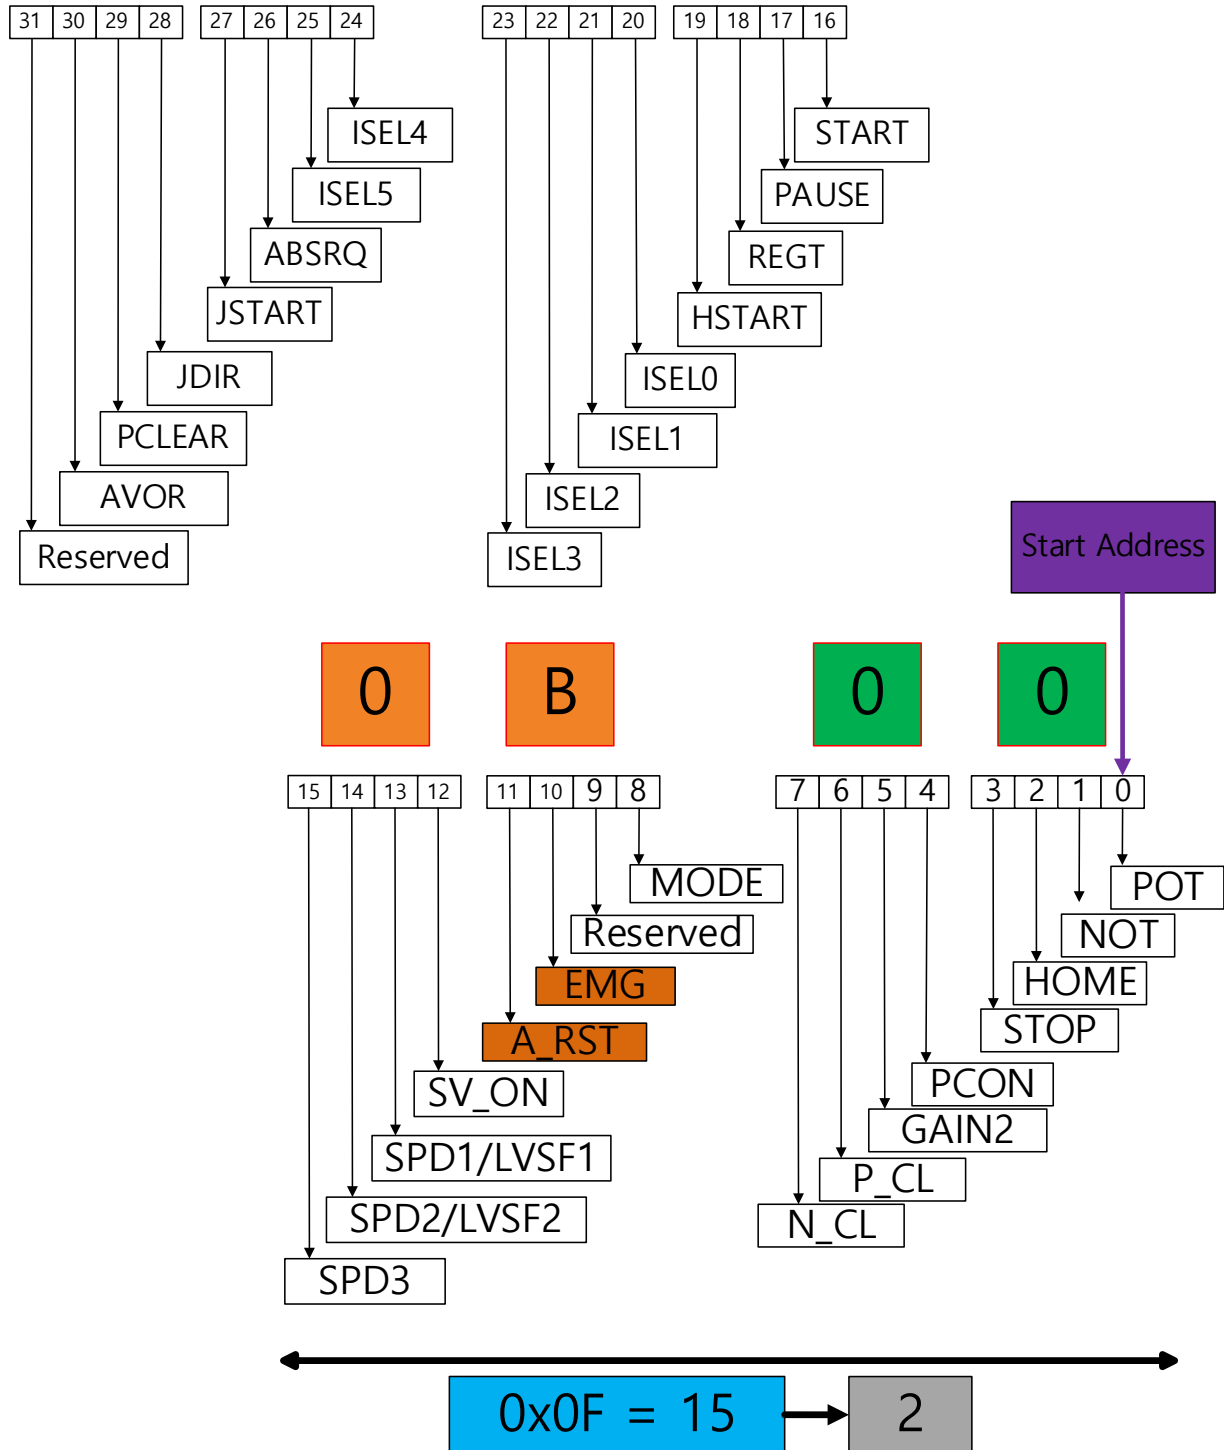 31 30 29 28 27 26 25 24 23 22 21 20 19 18 17 16
ISEL4
START
ISEL5
PAUSE
ABSRQ
REGT
JSTART
HSTART
JDIR
ISEL0
PCLEAR
ISEL1
AVOR
ISEL2
Reserved
ISEL3
Start Address
0 B 0 0
15 14 13 12 11 10 9 8 7 6 5 4 3 2 1 0
MODE
POT
Reserved
NOT
EMG
HOME
A_RST
STOP
SV_ON
PCON
SPD1/LVSF1
GAIN2
SPD2/LVSF2
P_CL
SPD3
N_CL
0x0F = 15
2